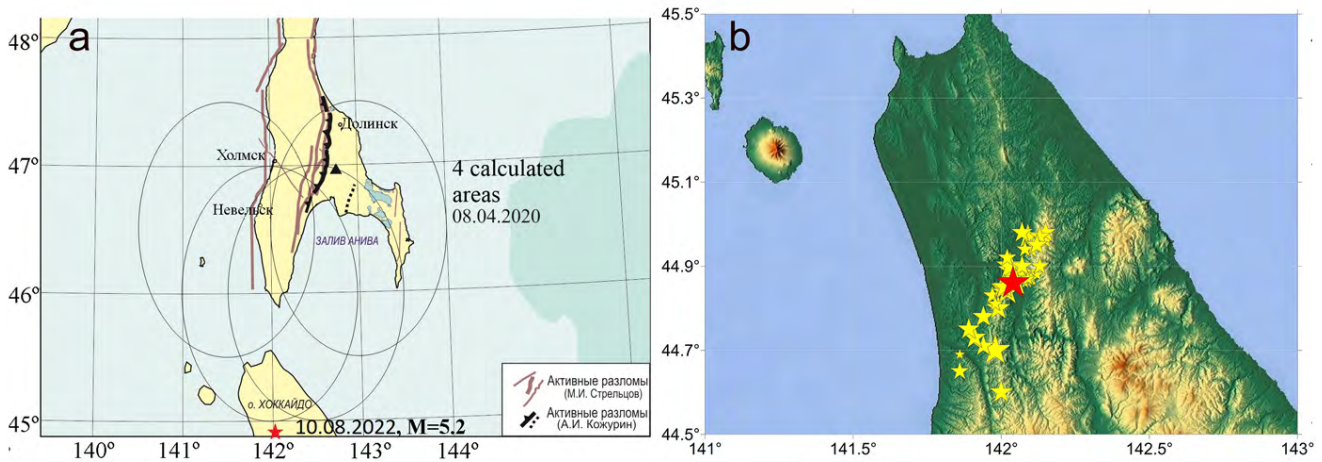 a
48°
47°
46°
45°
140°
141°
142°
143°
144°
Долинск
Холмск
Невельск
ЗАЛИВ АНИВА
4 calculated
areas
08.04.2020
о. ХОККАЙДО
10.08.2022, M=5.2
Активные разломы
(М.И. Стрельцов)
Активные разломы
(А.И. Кожурин)
b
45.5°
45.3°
45.1°
44.9°
44.7°
44.5°
141°
141.5°
142°
142.5°
143°